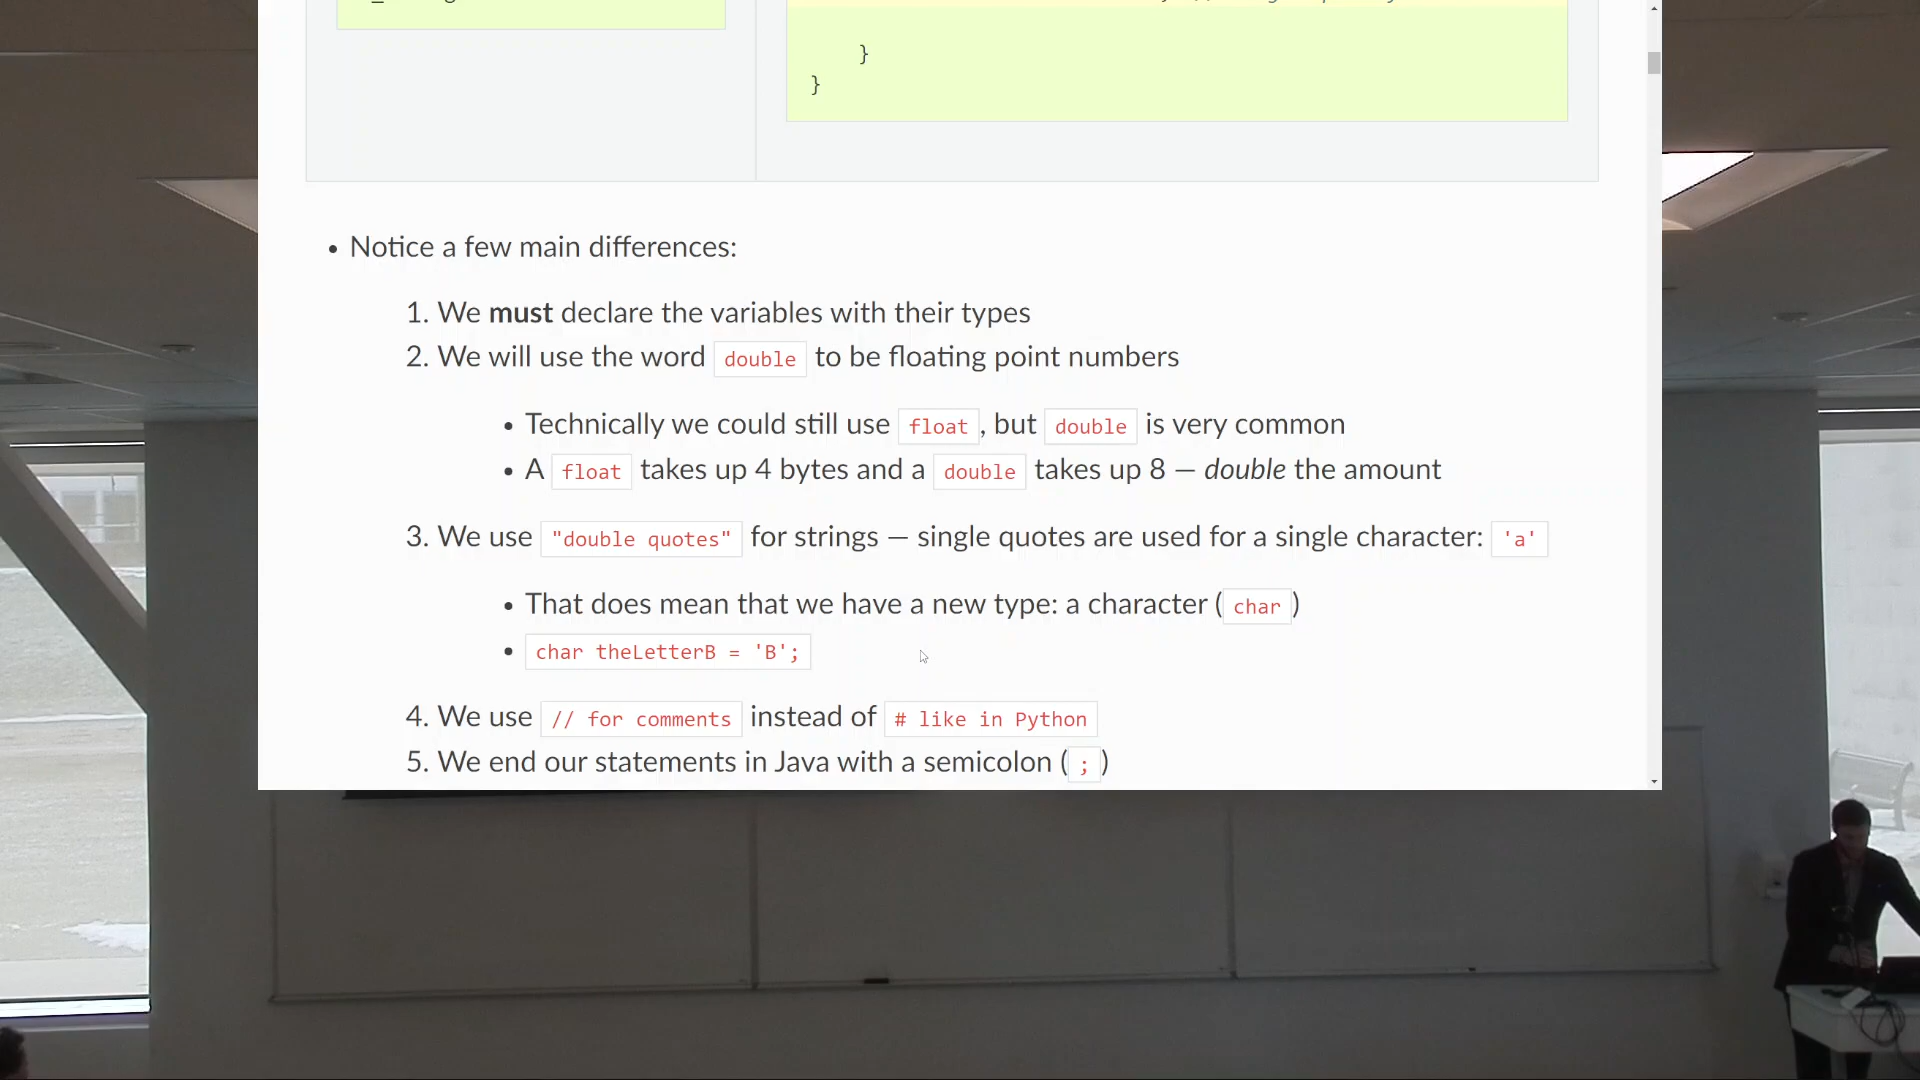 }
}
• Notice a few main differences:
1. We must declare the variables with their types
2. We will use the word double to be floating point numbers
• Technically we could still use float, but double is very common
• A float takes up 4 bytes and a double takes up 8 — double the amount
3. We use "double quotes" for strings — single quotes are used for a single character: 'a'
• That does mean that we have a new type: a character (char)
• char theLetterB = 'B';
4. We use // for comments instead of # like in Python
5. We end our statements in Java with a semicolon (;)